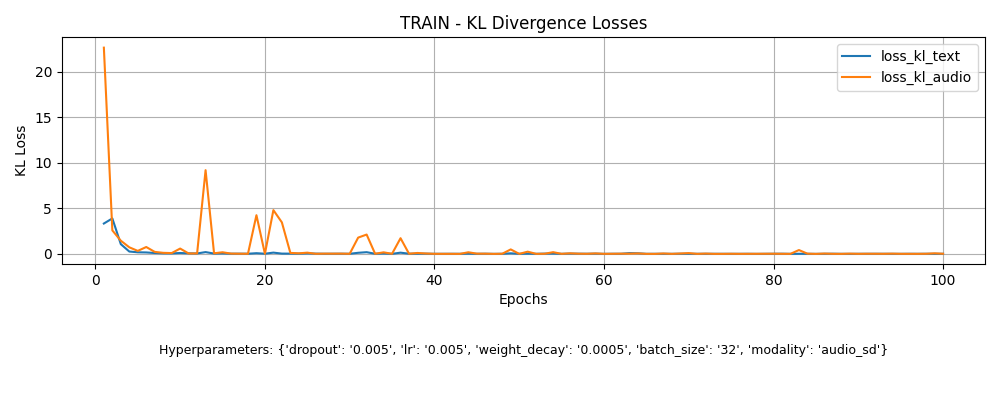 TRAIN - KL Divergence Losses
loss_kl_text
loss_kl_audio
KL Loss
20
15
10
5
0
0 20 40 60 80 100
Epochs
Hyperparameters: {'dropout': '0.005', 'lr': '0.005', 'weight_decay': '0.0005', 'batch_size': '32', 'modality': 'audio_sd'}